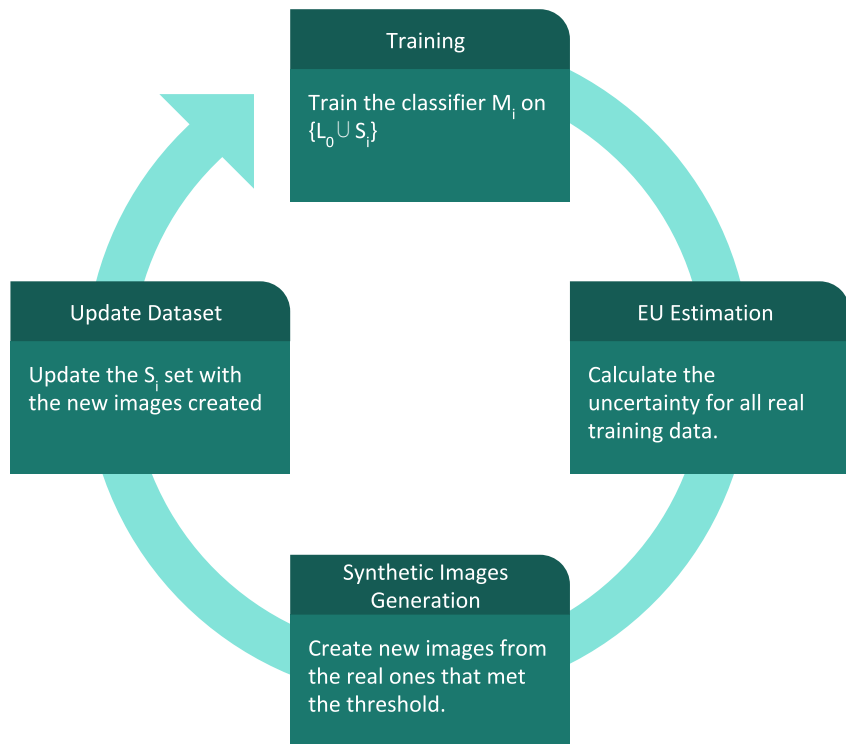 Training
Train the classifier Mᵢ on
{L₀∪Sᵢ}
EU Estimation
Calculate the
uncertainty for all real
training data.
Synthetic Images
Generation
Create new images from
the real ones that met
the threshold.
Update Dataset
Update the Sᵢ set with
the new images created